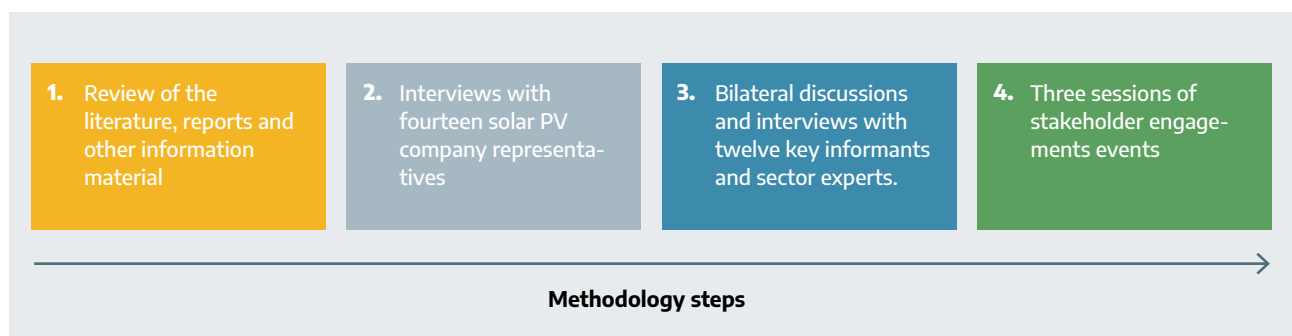 1. Review of the
literature, reports and
other information
material
2. Interviews with
fourteen solar PV
company representa-
tives
3. Bilateral discussions
and interviews with
twelve key informants
and sector experts.
4. Three sessions of
stakeholder engage-
ments events
Methodology steps